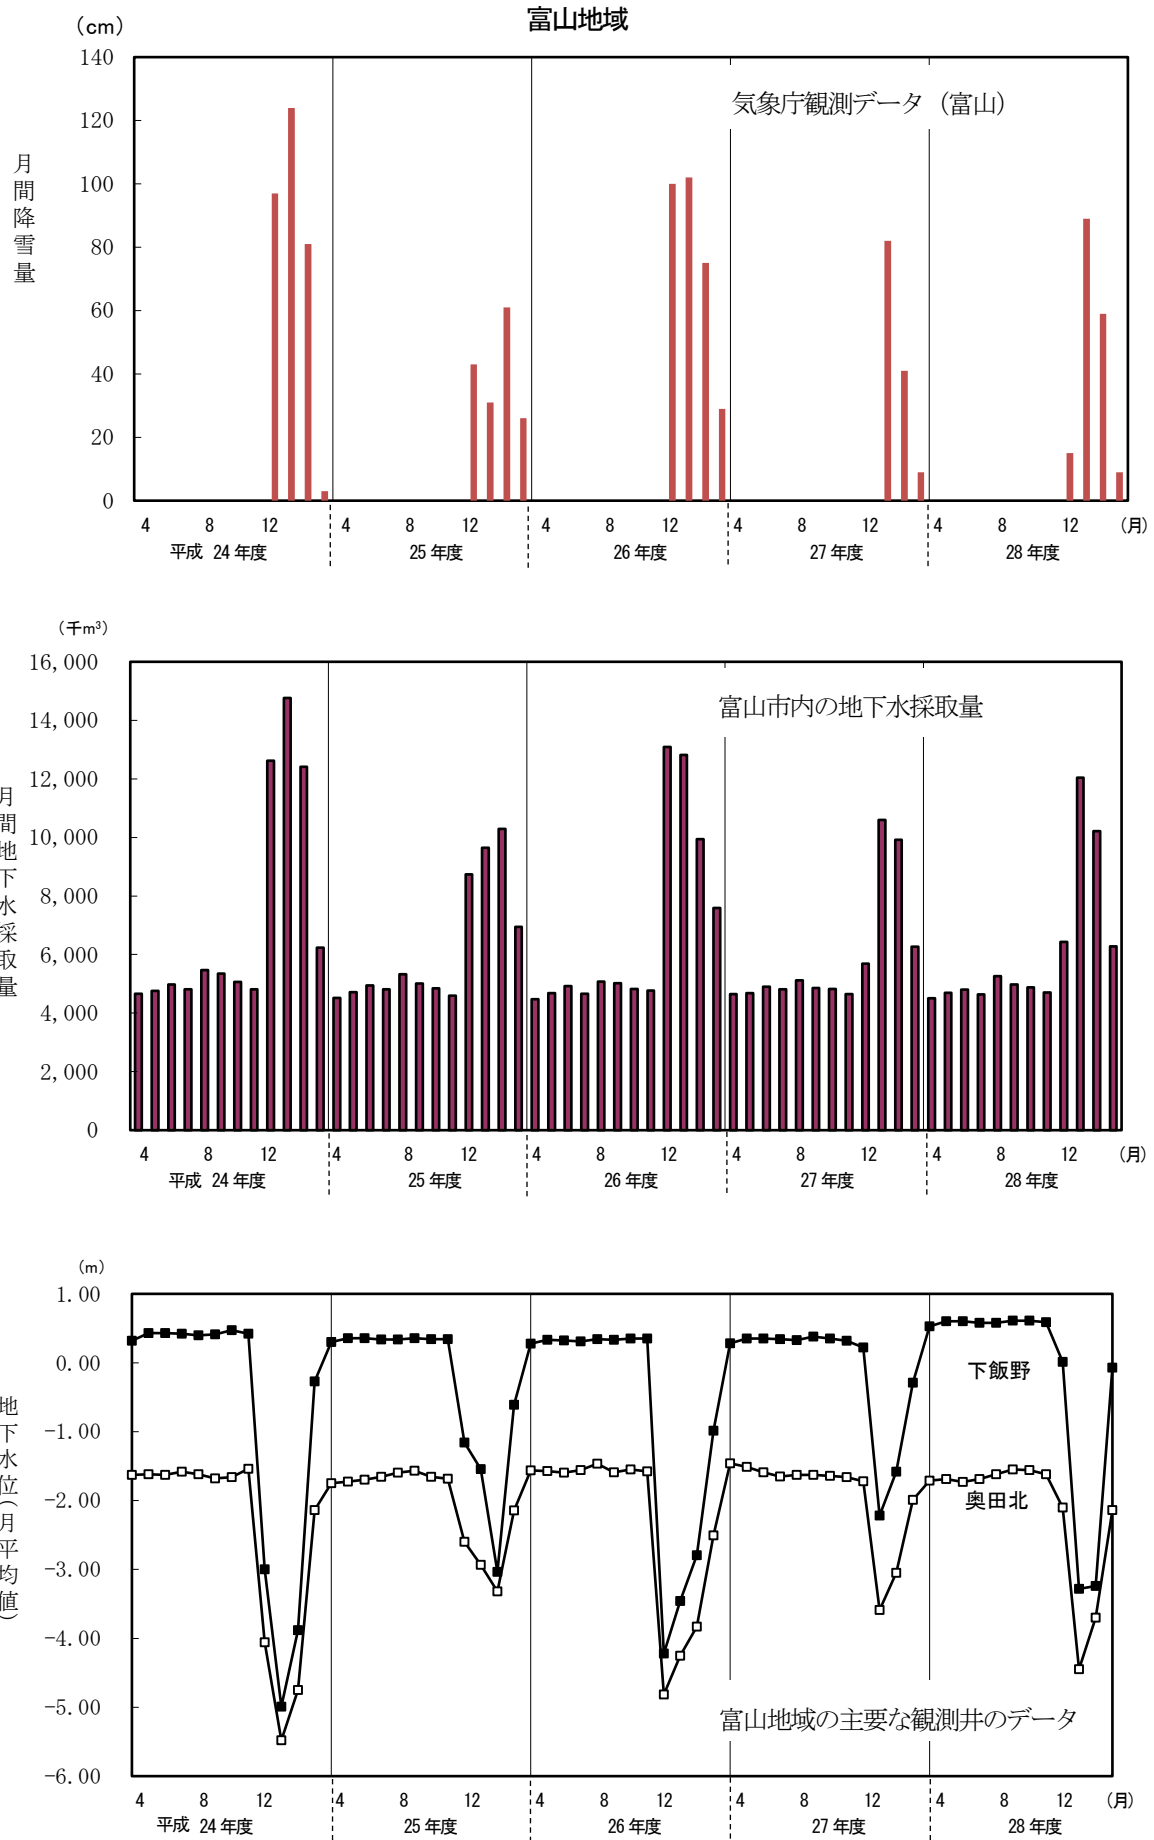 富山地域
(cm)
140
120
100
80
60
40
20
0
月間降雪量
気象庁観測データ（富山）
4 8 12 4 8 12 4 8 12 4 8 12 4 8 12 (月)
平成 24 年度 25 年度 26 年度 27 年度 28 年度
(千m³)
16,000
14,000
12,000
10,000
8,000
6,000
4,000
2,000
0
月間地下水採取量
富山市内の地下水採取量
4 8 12 4 8 12 4 8 12 4 8 12 4 8 12 (月)
平成 24 年度 25 年度 26 年度 27 年度 28 年度
(m)
1.00
0.00
-1.00
-2.00
-3.00
-4.00
-5.00
-6.00
地下水位(月平均値)
下飯野
奥田北
富山地域の主要な観測井のデータ
4 8 12 4 8 12 4 8 12 4 8 12 4 8 12 (月)
平成 24 年度 25 年度 26 年度 27 年度 28 年度